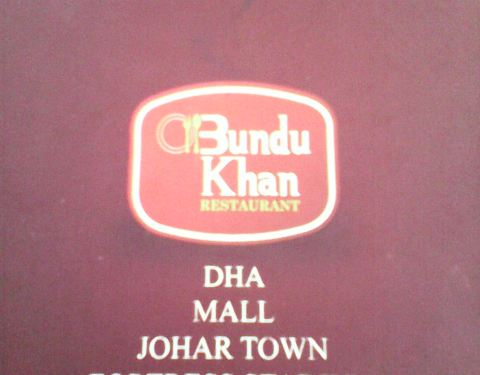 Bundu
Khan
RESTAURANT
DHA
MALL
JOHAR TOWN